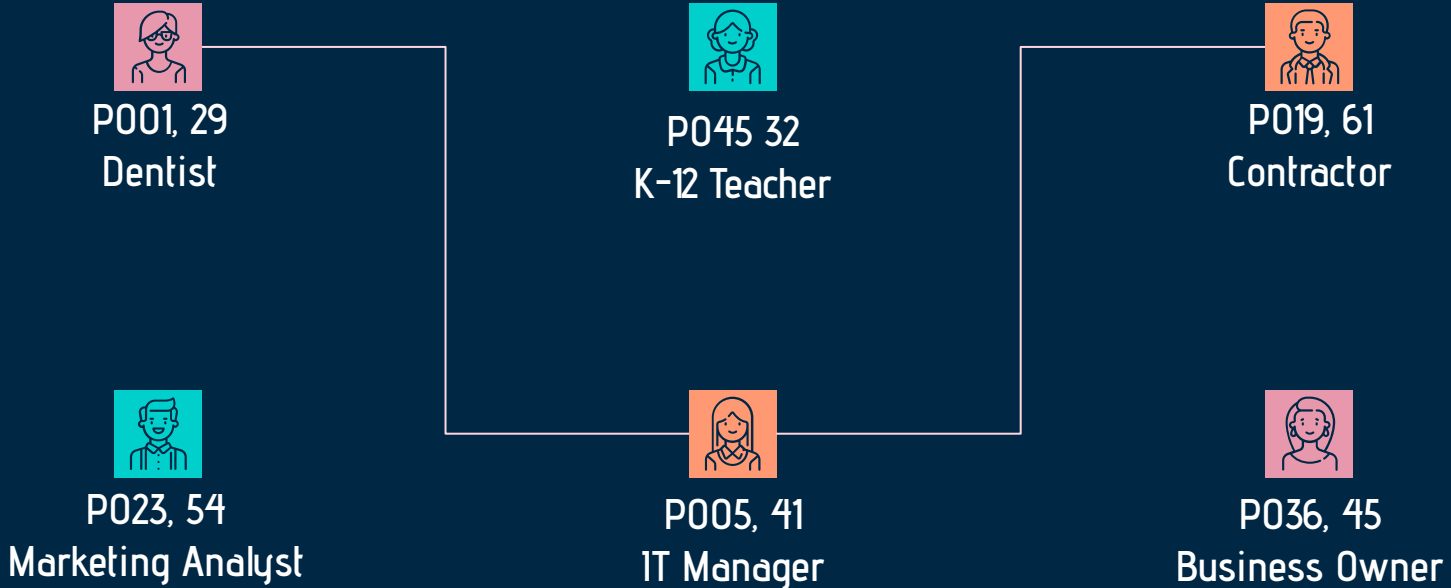 P001, 29
Dentist
P045 32
K-12 Teacher
P019, 61
Contractor
P023, 54
Marketing Analyst
P005, 41
IT Manager
P036, 45
Business Owner